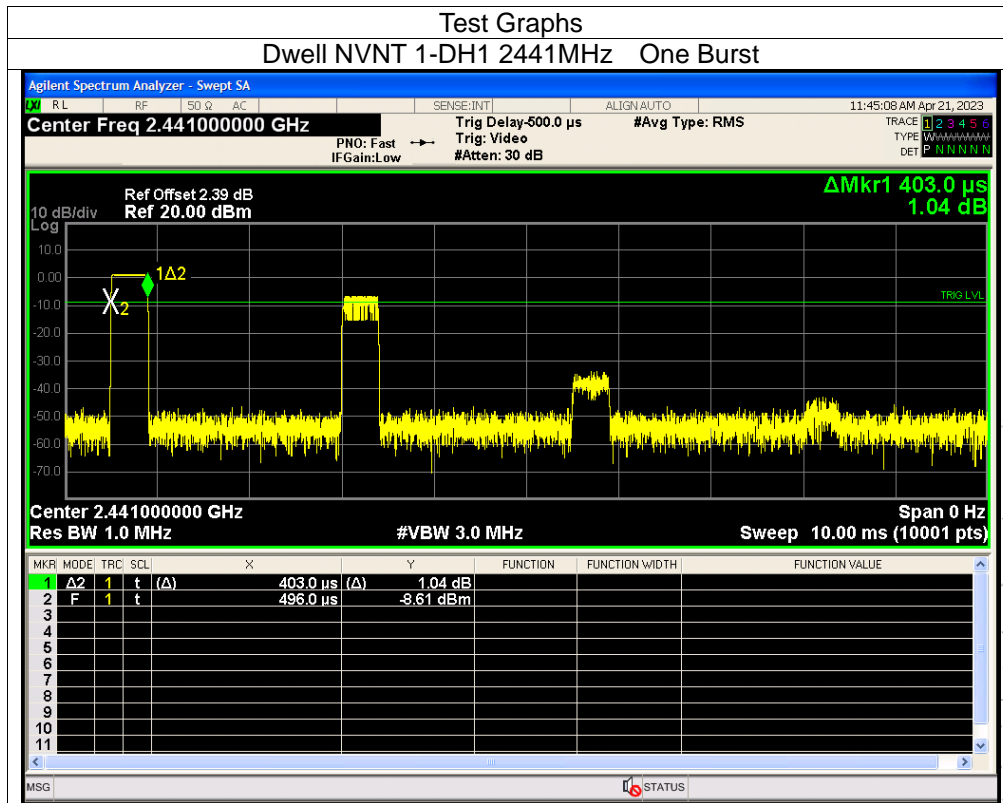 Test Graphs
Dwell NVNT 1-DH1 2441MHz One Burst
Agilent Spectrum Analyzer - Swept SA
LXI RL RF 50 Ω AC SENSE:INT ALIGN AUTO 11:45:08 AM Apr 21, 2023
Center Freq 2.441000000 GHz Trig Delay-500.0 µs #Avg Type: RMS TRACE 1 2 3 4 5 6
PNO: Fast Trig: Video TYPE WWWWWW
IFGain:Low #Atten: 30 dB DET P N N N N N
ΔMkr1 403.0 µs
Ref Offset 2.39 dB
10 dB/div Ref 20.00 dBm 1.04 dB
Log
10.0
0.00
1Δ2
-10.0
X2
TRIG LVL
-20.0
-30.0
-40.0
-50.0
-60.0
-70.0
Center 2.441000000 GHz Span 0 Hz
Res BW 1.0 MHz #VBW 3.0 MHz Sweep 10.00 ms (10001 pts)
MKR MODE TRC SCL X Y FUNCTION FUNCTION WIDTH FUNCTION VALUE
1 Δ2 1 t (Δ) 403.0 µs (Δ) 1.04 dB
2 F 1 t 496.0 µs -8.61 dBm
3
4
5
6
7
8
9
10
11
MSG STATUS